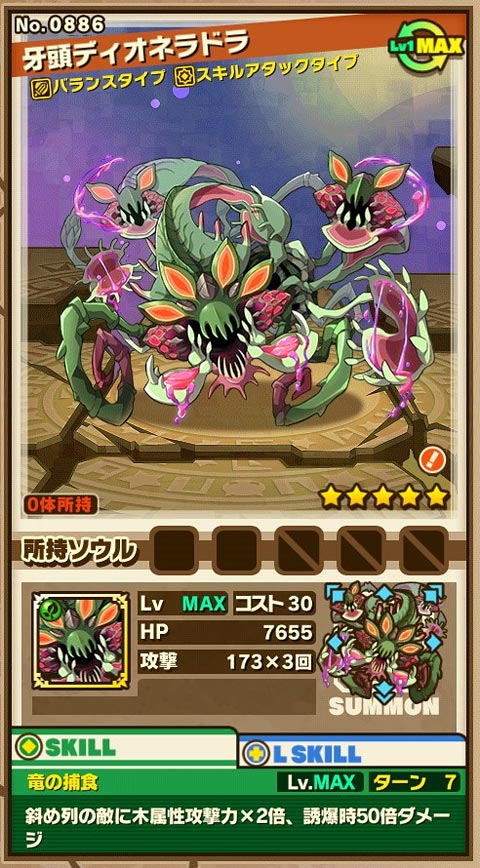 No.0886
牙頭ディオネラドラ
Lv1 MAX
バランスタイプ スキルアタックタイプ
0体所持
所持ソウル
Lv MAX コスト30
HP 7655
攻撃 173×3回
SUMMON
SKILL
L SKILL
竜の捕食 Lv.MAX ターン 7
斜め列の敵に木属性攻撃力×2倍、誘爆時50倍ダメー
ジ